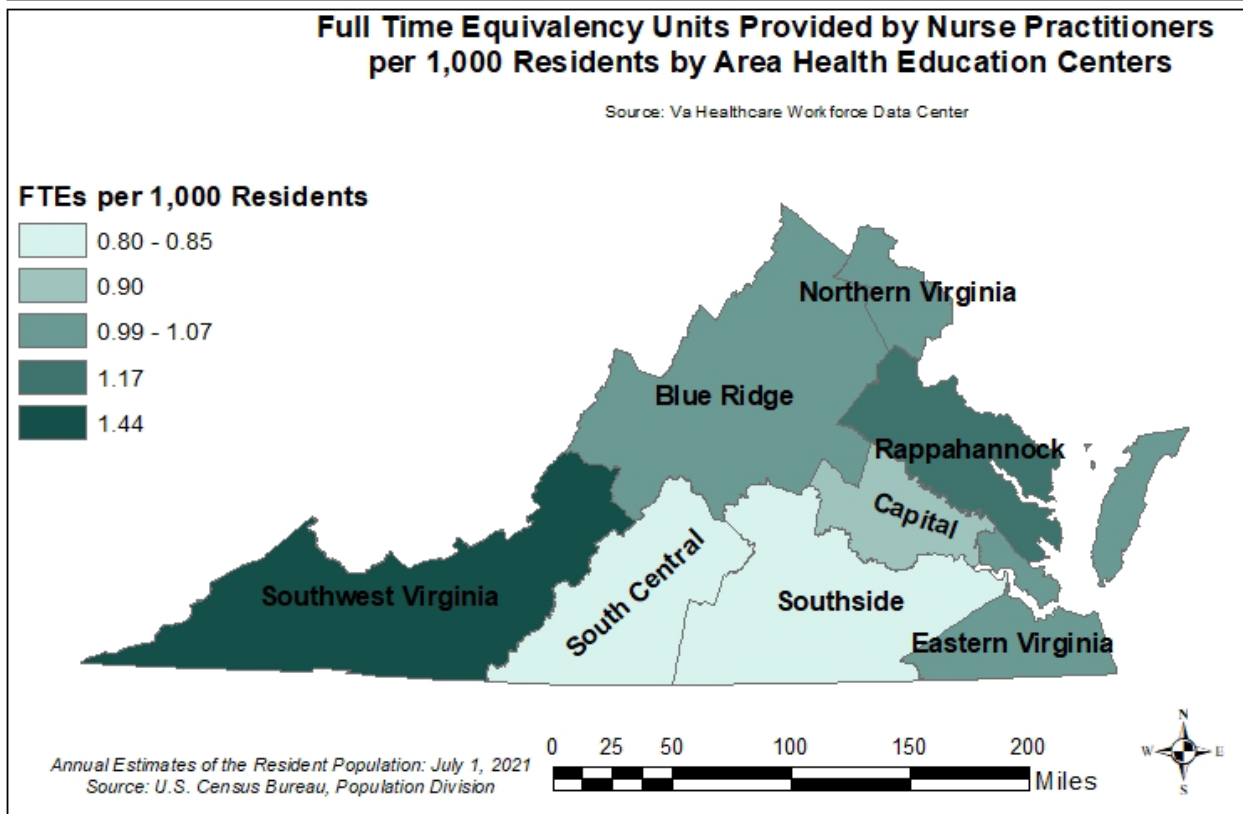 Full Time Equivalency Units Provided by Nurse Practitioners
per 1,000 Residents by Area Health Education Centers
Source: Va Healthcare Workforce Data Center
FTEs per 1,000 Residents
0.80 - 0.85
0.90
0.99 - 1.07
1.17
1.44
Northern Virginia
Blue Ridge
Rappahannock
Capital
Southwest Virginia
South Central
Southside
Eastern Virginia
Annual Estimates of the Resident Population: July 1, 2021
Source: U.S. Census Bureau, Population Division
0 25 50 100 150 200
Miles
N
W E
S